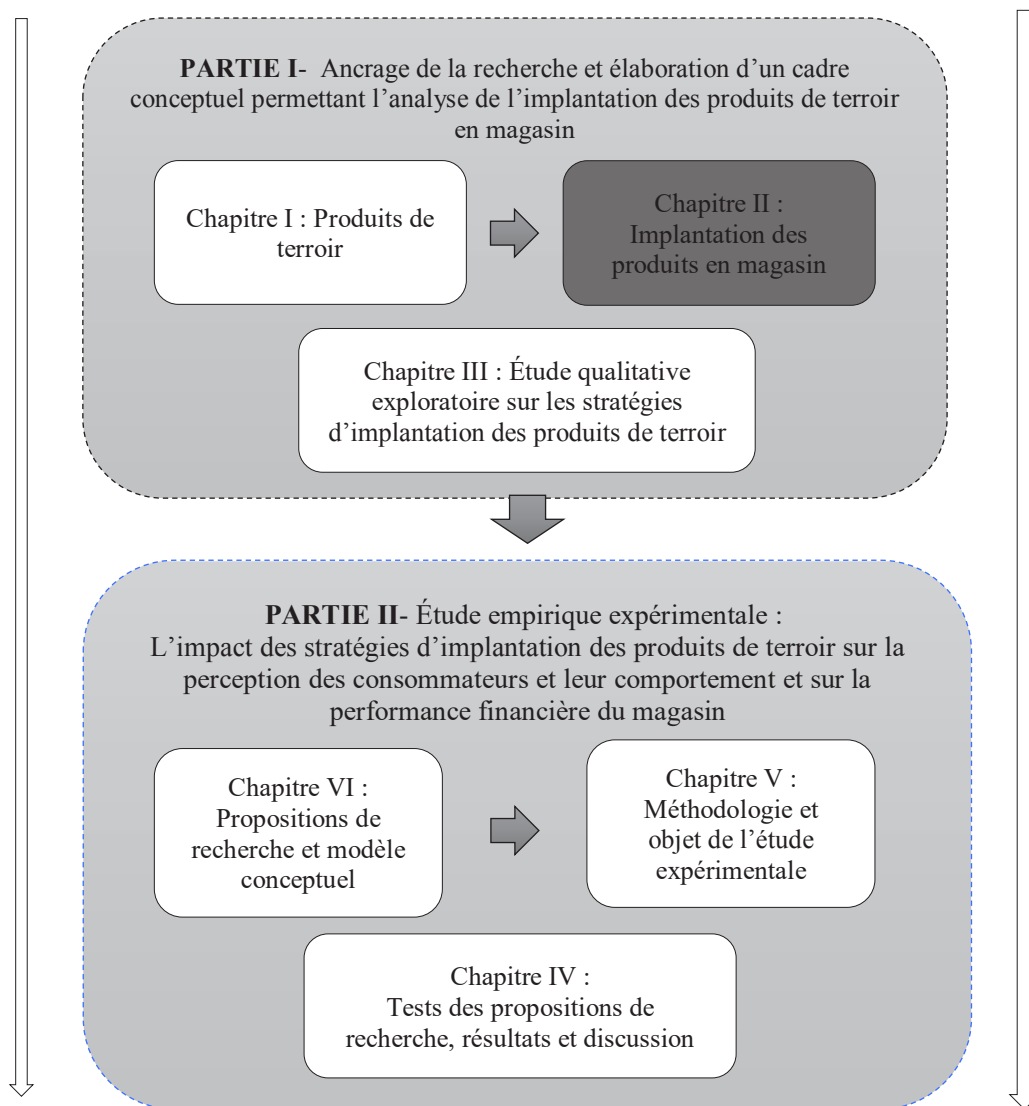 PARTIE I- Ancrage de la recherche et élaboration d’un cadre
conceptuel permettant l’analyse de l’implantation des produits de terroir
en magasin
Chapitre I : Produits de
terroir
Chapitre II :
Implantation des
produits en magasin
Chapitre III : Étude qualitative
exploratoire sur les stratégies
d’implantation des produits de terroir
PARTIE II- Étude empirique expérimentale :
L’impact des stratégies d’implantation des produits de terroir sur la
perception des consommateurs et leur comportement et sur la
performance financière du magasin
Chapitre VI :
Propositions de
recherche et modèle
conceptuel
Chapitre V :
Méthodologie et
objet de l’étude
expérimentale
Chapitre IV :
Tests des propositions de
recherche, résultats et discussion